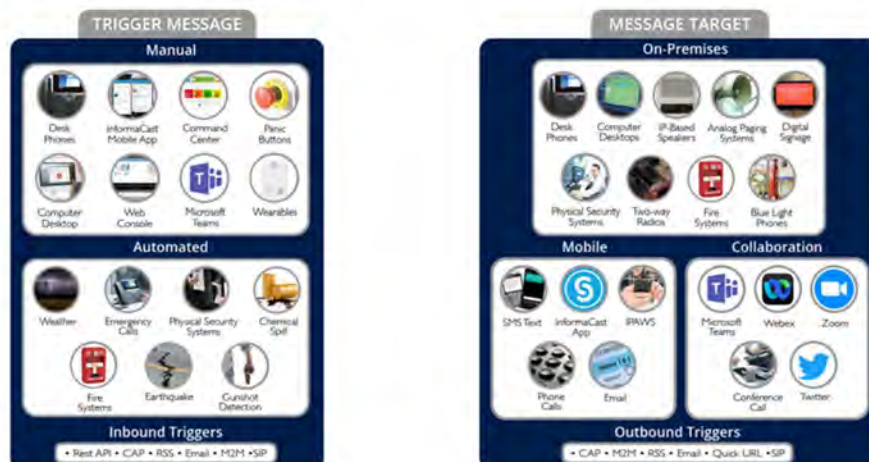 TRIGGER MESSAGE
Manual
Desk Phones
InformaCast Mobile App
Command Center
Panic Buttons
Computer Desktop
Web Console
Microsoft Teams
Wearables
Automated
Weather
Emergency Calls
Physical Security Systems
Chemical Spill
Fire Systems
Earthquake
Gunshot Detection
Inbound Triggers
• Rest API • CAP • RSS • Email • M2M •SIP
MESSAGE TARGET
On-Premises
Desk Phones
Computer Desktops
IP-Based Speakers
Analog Paging Systems
Digital Signage
Physical Security Systems
Two-way Radios
Fire Systems
Blue Light Phones
Mobile
SMS Text
InformaCast App
IPAWS
Phone Calls
Email
Collaboration
Microsoft Teams
Webex
Zoom
Conference Call
Twitter
Outbound Triggers
• CAP • M2M • RSS • Email • Quick URL •SIP